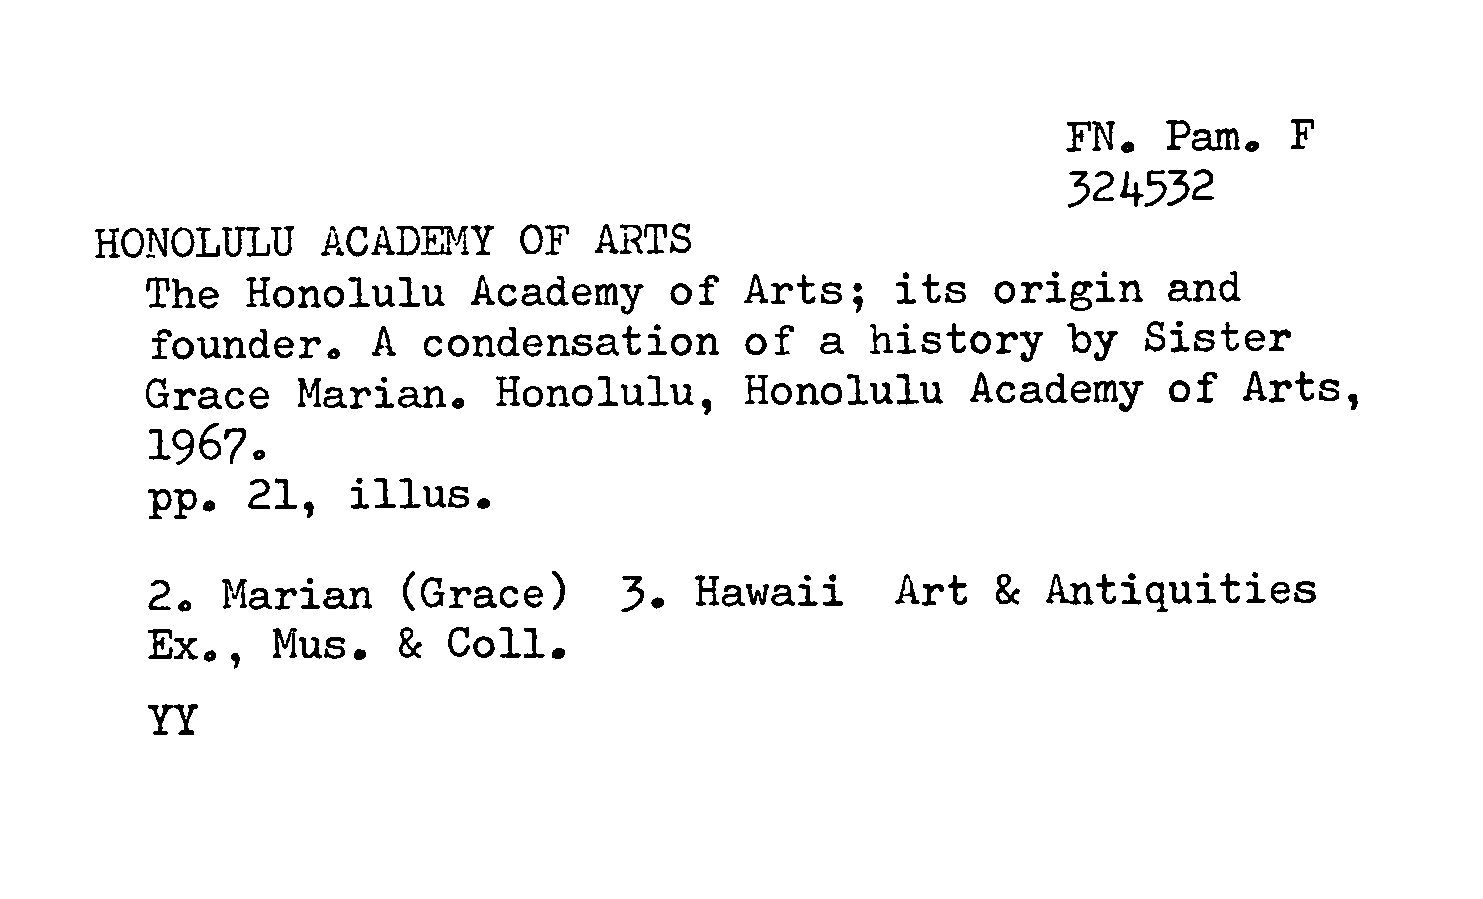 FN. Pam. F
324532
HONOLULU ACADEMY OF ARTS
The Honolulu Academy of Arts; its origin and
founder. A condensation of a history by Sister
Grace Marian. Honolulu, Honolulu Academy of Arts,
1967.
pp. 21, illus.
2. Marian (Grace) 3. Hawaii Art & Antiquities
Ex., Mus. & Coll.
YY